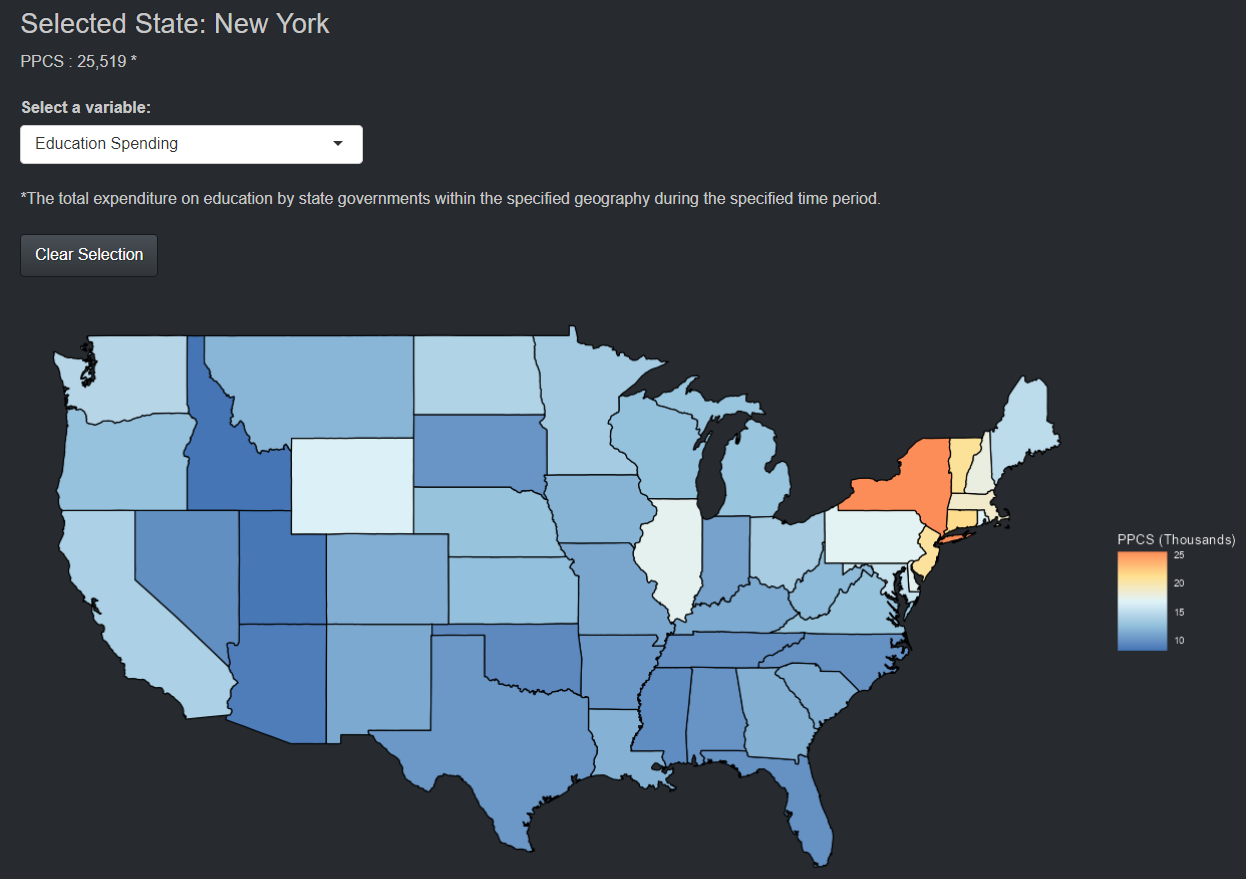 Selected State: New York
PPCS : 25,519 *
Select a variable:
Education Spending
*The total expenditure on education by state governments within the specified geography during the specified time period.
Clear Selection
PPCS (Thousands)
25
20
15
10